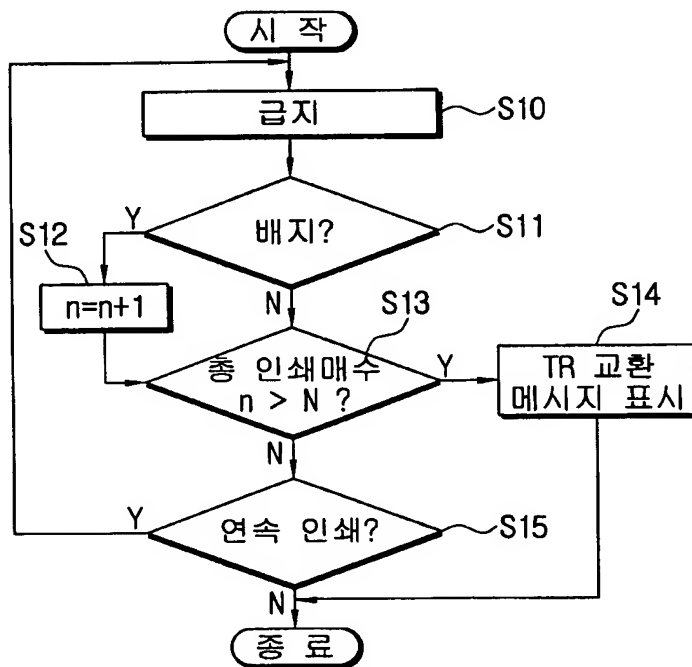 시 작
급지
S10
배지?
S11
Y
S12
n=n+1
N
S13
총 인쇄매수
n > N ?
Y
S14
TR 교환
메시지 표시
N
연속 인쇄?
S15
Y
N
종 료